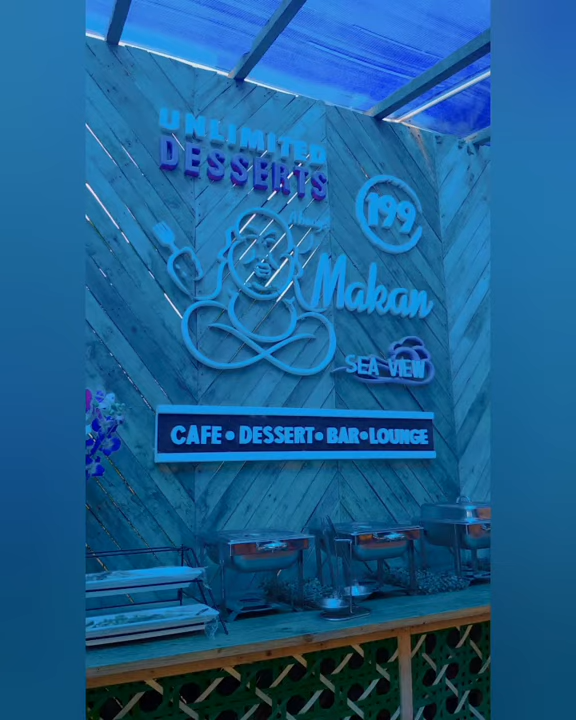 UNLIMITED
DESSERTS
199
Makan
SEA VIEW
CAFE • DESSERT • BAR • LOUNGE